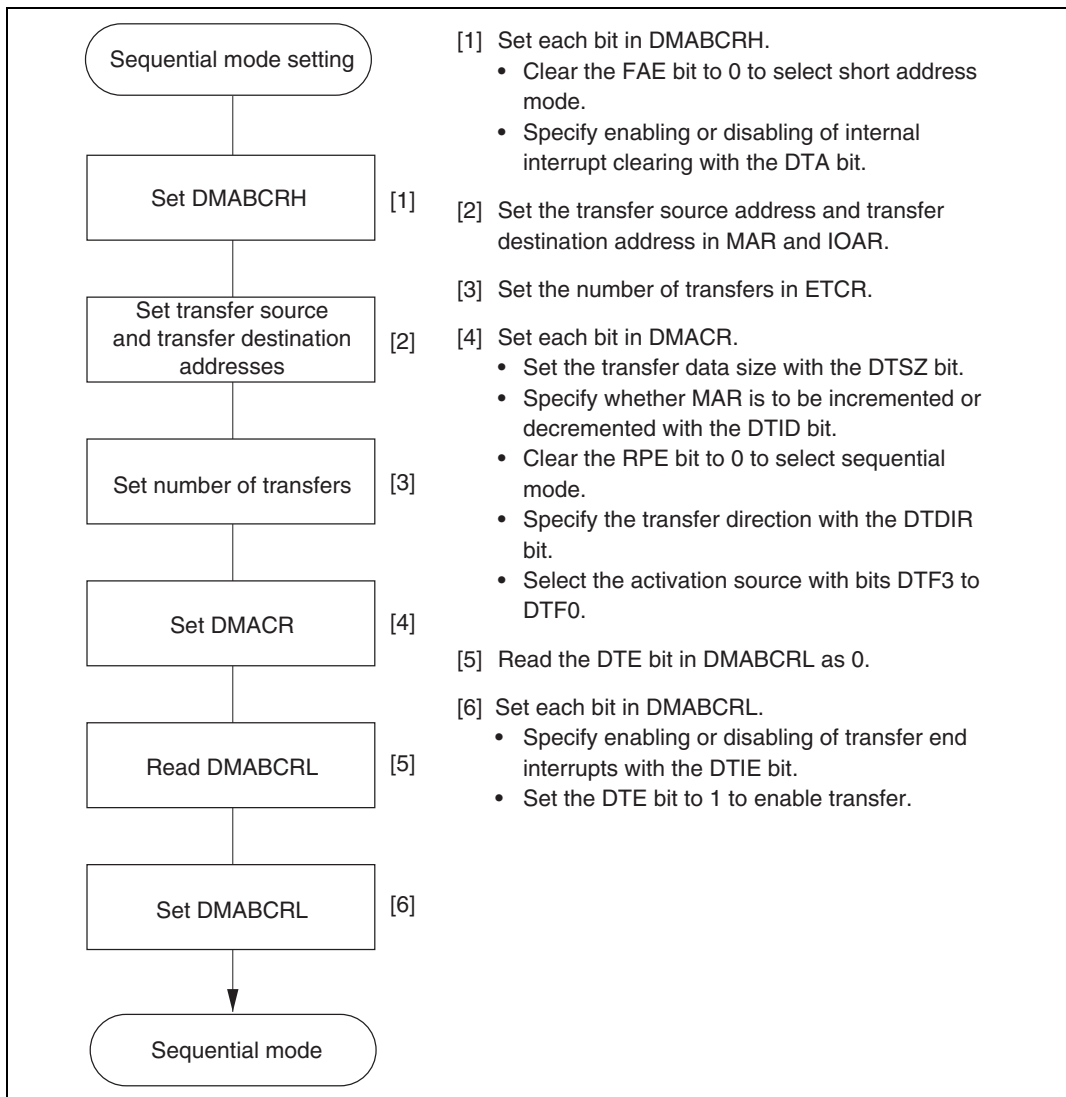 Sequential mode setting
Set DMABCRH
[1]
Set transfer source
and transfer destination
addresses
[2]
Set number of transfers
[3]
Set DMACR
[4]
Read DMABCRL
[5]
Set DMABCRL
[6]
Sequential mode
[1] Set each bit in DMABCRH.
• Clear the FAE bit to 0 to select short address
mode.
• Specify enabling or disabling of internal
interrupt clearing with the DTA bit.
[2] Set the transfer source address and transfer
destination address in MAR and IOAR.
[3] Set the number of transfers in ETCR.
[4] Set each bit in DMACR.
• Set the transfer data size with the DTSZ bit.
• Specify whether MAR is to be incremented or
decremented with the DTID bit.
• Clear the RPE bit to 0 to select sequential
mode.
• Specify the transfer direction with the DTDIR
bit.
• Select the activation source with bits DTF3 to
DTF0.
[5] Read the DTE bit in DMABCRL as 0.
[6] Set each bit in DMABCRL.
• Specify enabling or disabling of transfer end
interrupts with the DTIE bit.
• Set the DTE bit to 1 to enable transfer.